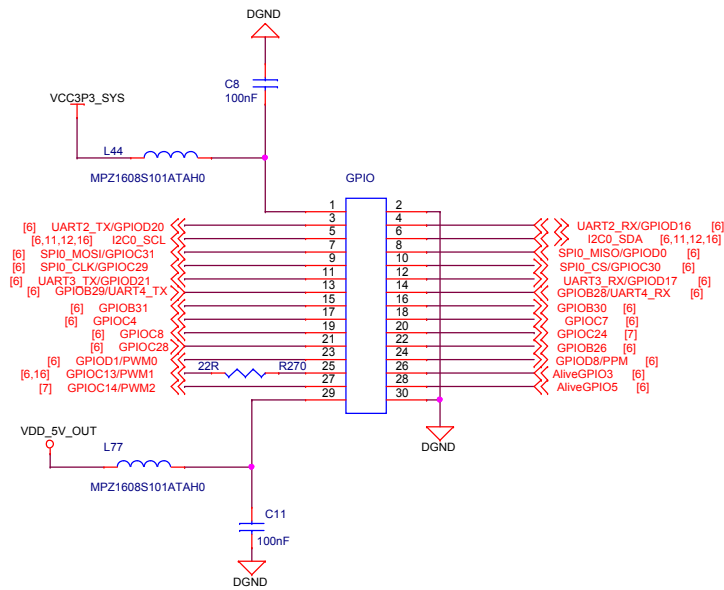 DGND
C8
100nF
VCC3P3_SYS
L44
MPZ1608S101ATAH0
GPIO
1 2
[6] UART2_TX/GPIOD20 3 4 UART2_RX/GPIOD16 [6]
[6,11,12,16] I2C0_SCL 5 6 I2C0_SDA [6,11,12,16]
[6] SPI0_MOSI/GPIOC31 7 8 SPI0_MISO/GPIOD0 [6]
[6] SPI0_CLK/GPIOC29 9 10 SPI0_CS/GPIOC30 [6]
[6] UART3_TX/GPIOD21 11 12 UART3_RX/GPIOD17 [6]
[6] GPIOB29/UART4_TX 13 14 GPIOB28/UART4_RX [6]
[6] GPIOB31 15 16 GPIOB30 [6]
[6] GPIOC4 17 18 GPIOC7 [6]
[6] GPIOC8 19 20 GPIOC24 [7]
[6] GPIOC28 21 22 GPIOB26 [6]
[6] GPIOD1/PWM0 23 24 GPIOD8/PPM [6]
[6,16] GPIOC13/PWM1 22R R270 25 26 AliveGPIO3 [6]
[7] GPIOC14/PWM2 27 28 AliveGPIO5 [6]
29 30
VDD_5V_OUT
L77
MPZ1608S101ATAH0
DGND
C11
100nF
DGND